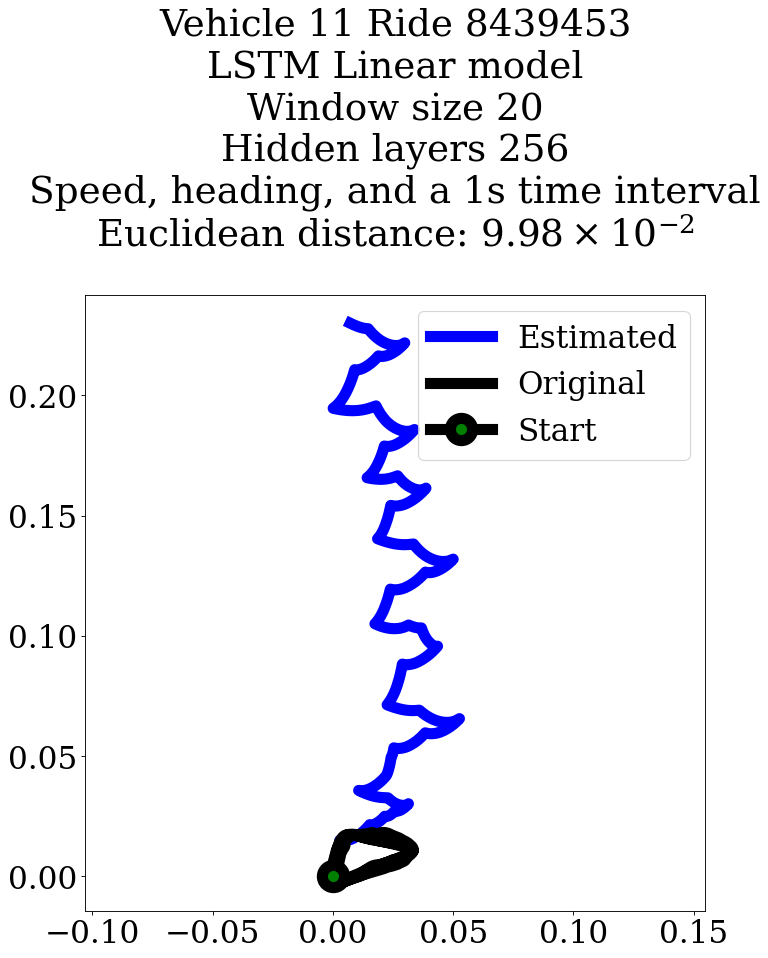 Vehicle 11 Ride 8439453
LSTM Linear model
Window size 20
Hidden layers 256
Speed, heading, and a 1s time interval
Euclidean distance: 9.98 × 10⁻²
Estimated
Original
Start
0.20
0.15
0.10
0.05
0.00
−0.10 −0.05 0.00 0.05 0.10 0.15